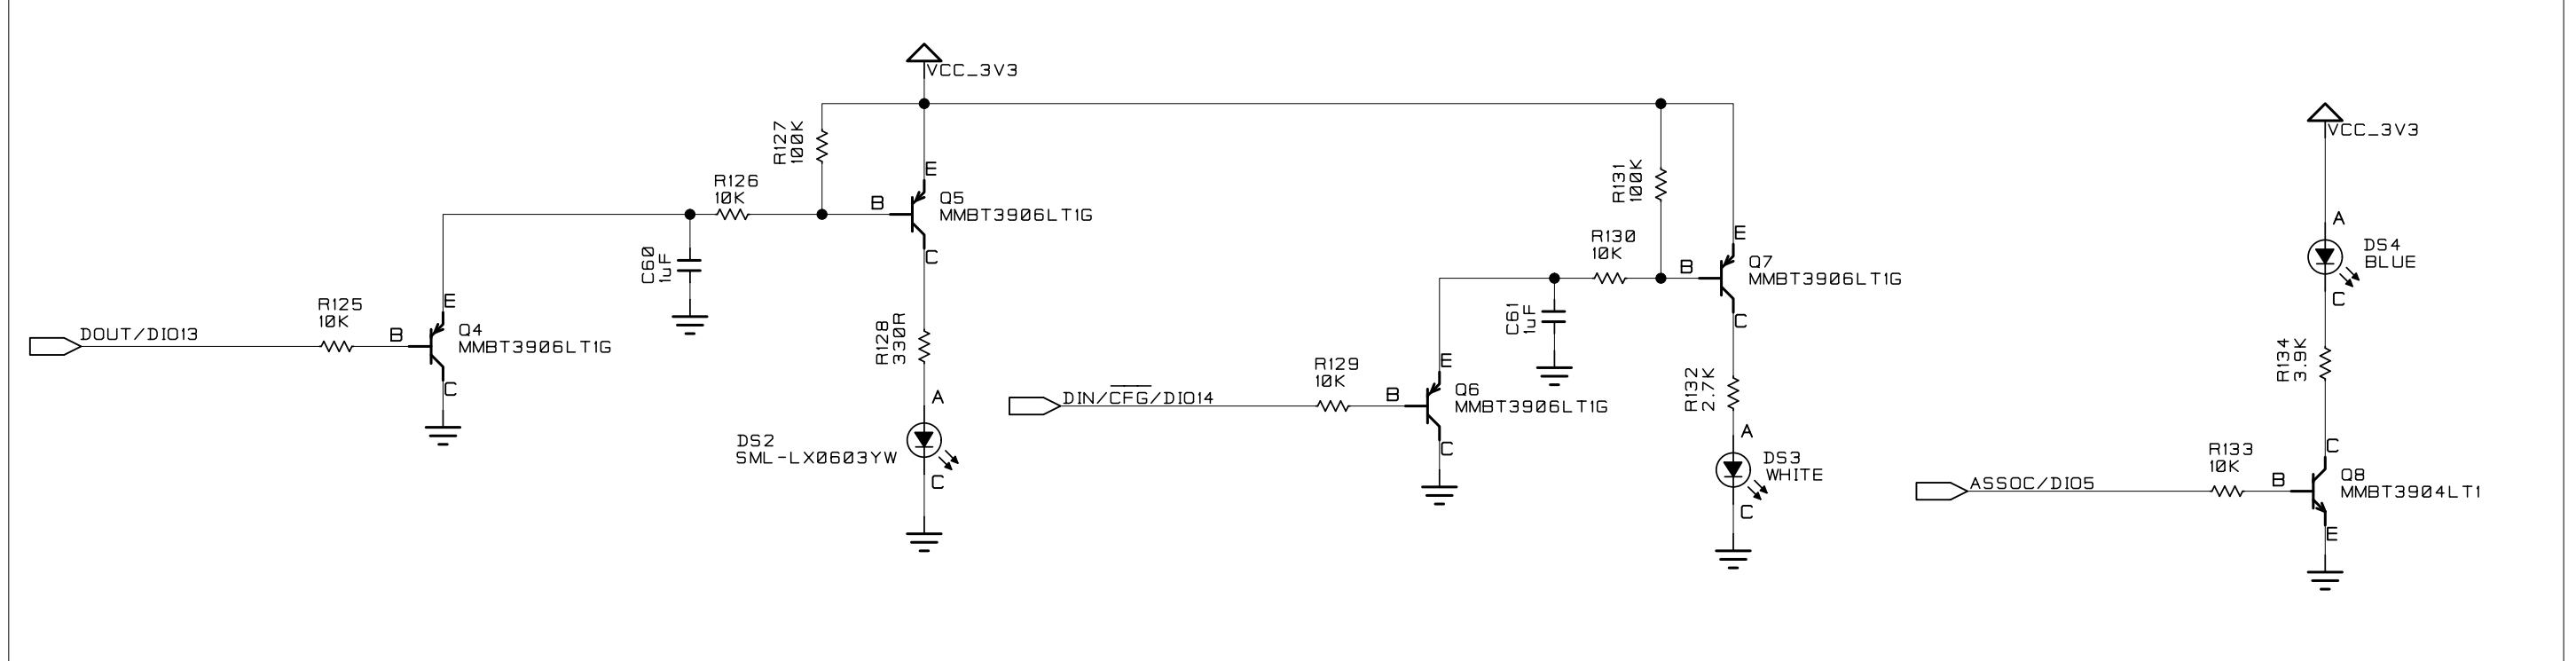 VCC_3V3
R127
100K
E
R126
10K
B
Q5
MMBT3906LT1G
C60
1uF
C
R125
10K
E
DOUT/DIO13
B
Q4
MMBT3906LT1G
C
R128
330R
A
DS2
SML-LX0603YW
C
R131
100K
E
R130
10K
B
Q7
MMBT3906LT1G
C61
1uF
C
R129
10K
E
DIN/CFG/DIO14
B
Q6
MMBT3906LT1G
C
R132
2.7K
A
DS3
WHITE
C
VCC_3V3
A
DS4
BLUE
C
R134
3.9K
C
R133
10K
ASSOC/DIO5
B
Q8
MMBT3904LT1
E